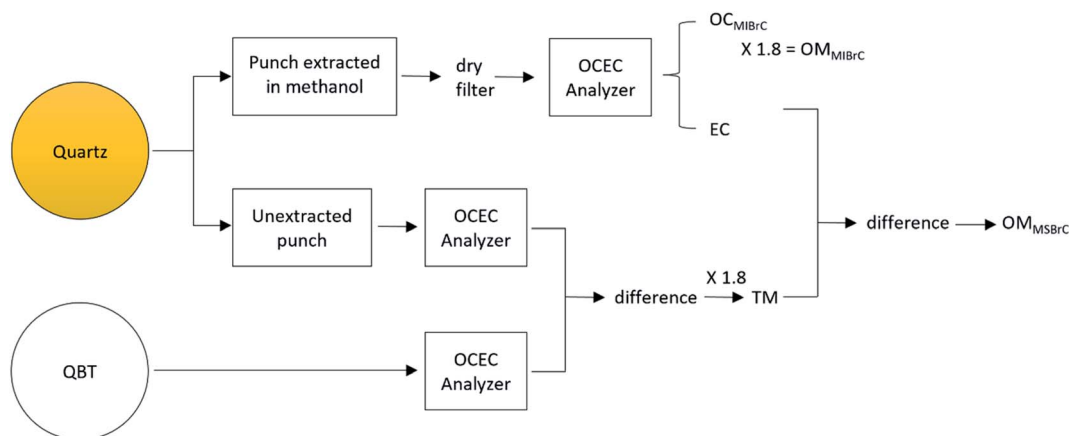 Quartz
Punch extracted
in methanol
dry
filter
OCEC
Analyzer
OC_MIBrC
X 1.8 = OM_MIBrC
EC
Unextracted
punch
OCEC
Analyzer
difference
X 1.8
TM
difference
OM_MSBrC
QBT
OCEC
Analyzer